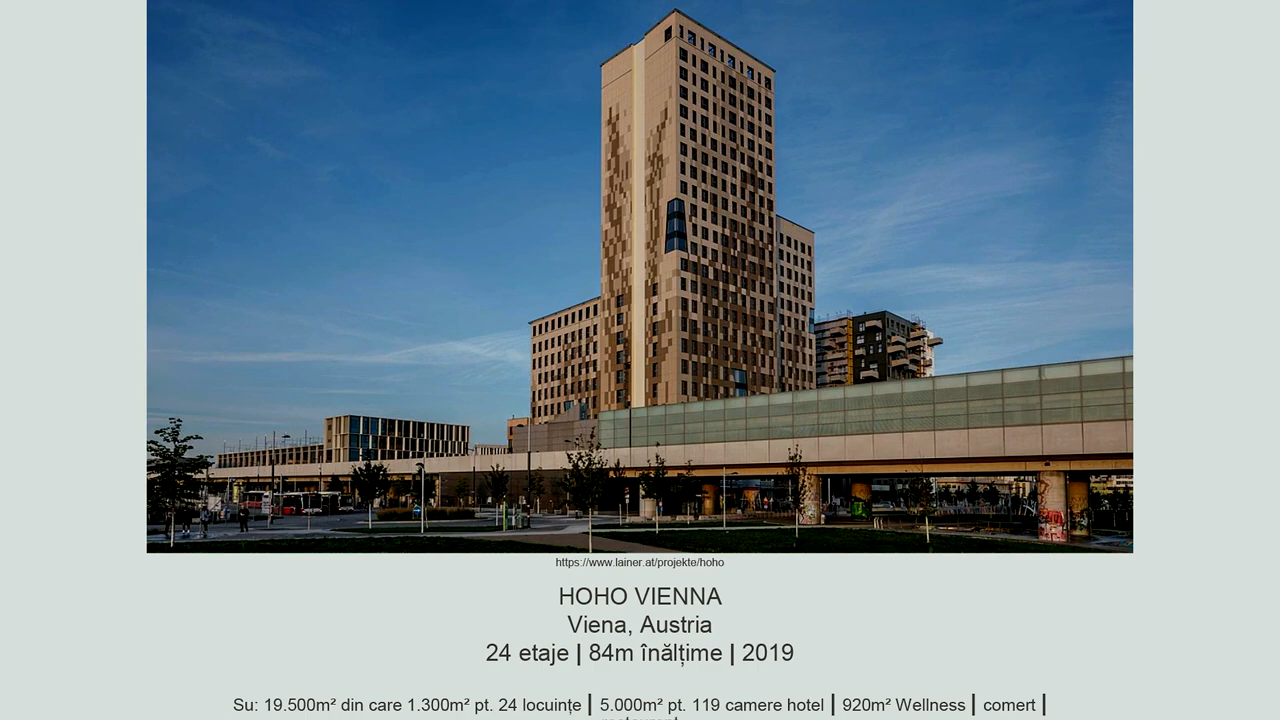 https://www.lainer.at/projekte/hoho
HOHO VIENNA
Viena, Austria
24 etaje | 84m înălțime | 2019
Su: 19.500m² din care 1.300m² pt. 24 locuințe | 5.000m² pt. 119 camere hotel | 920m² Wellness | comert |